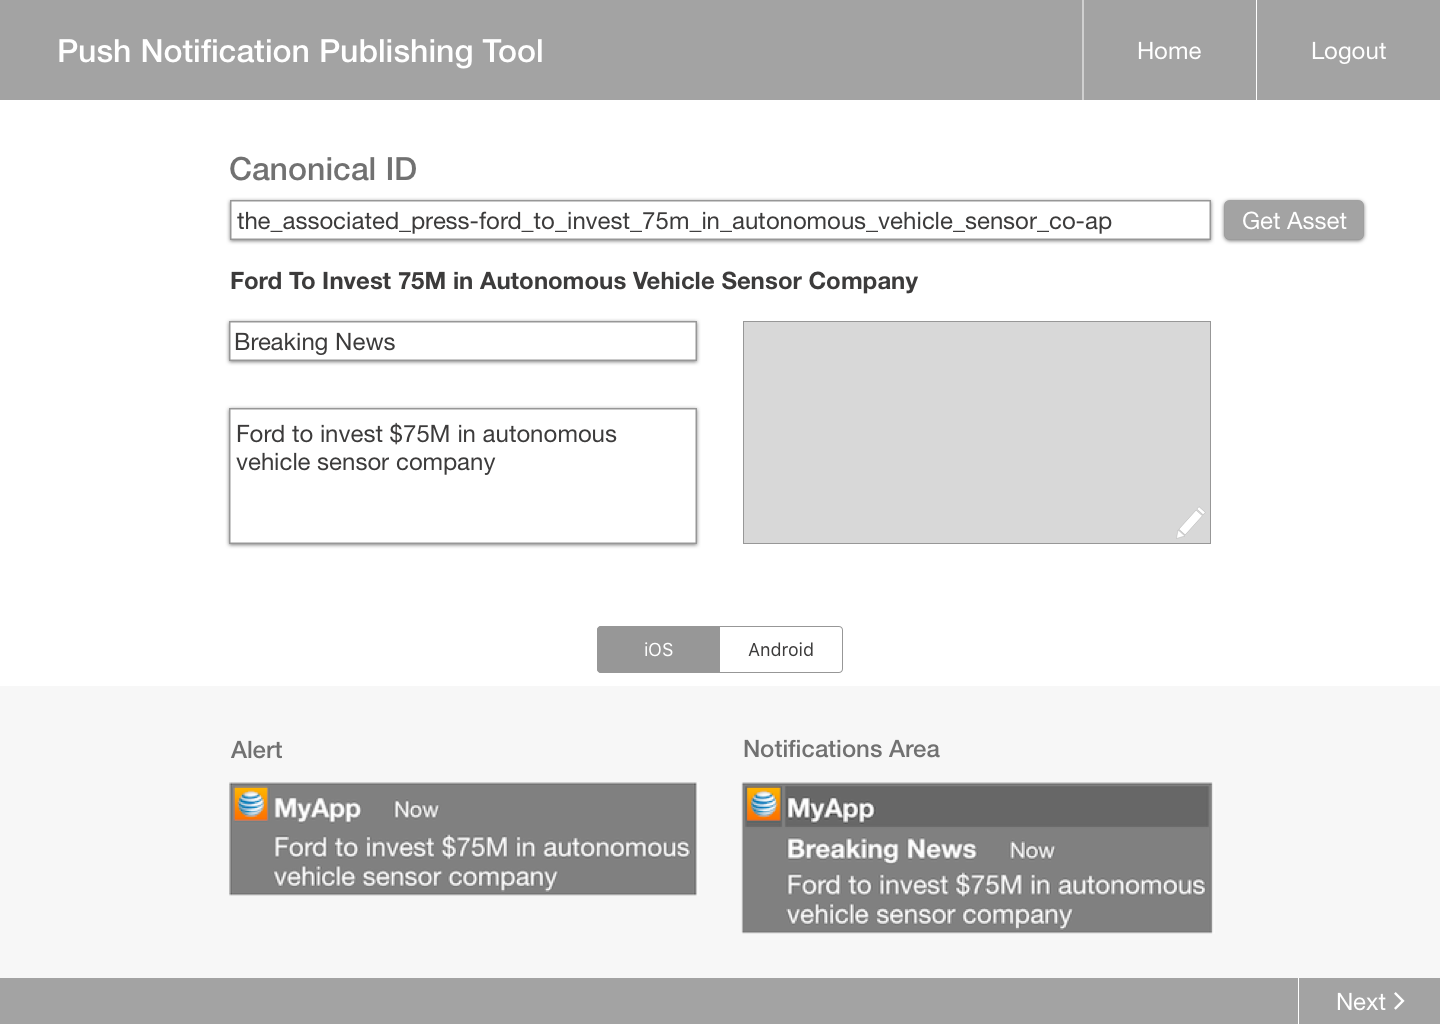 Push Notification Publishing Tool
Home
Logout
Canonical ID
the_associated_press-ford_to_invest_75m_in_autonomous_vehicle_sensor_co-ap
Get Asset
Ford To Invest 75M in Autonomous Vehicle Sensor Company
Breaking News
Ford to invest $75M in autonomous
vehicle sensor company
iOS
Android
Alert
MyApp Now
Ford to invest $75M in autonomous
vehicle sensor company
Notifications Area
MyApp
Breaking News Now
Ford to invest $75M in autonomous
vehicle sensor company
Next